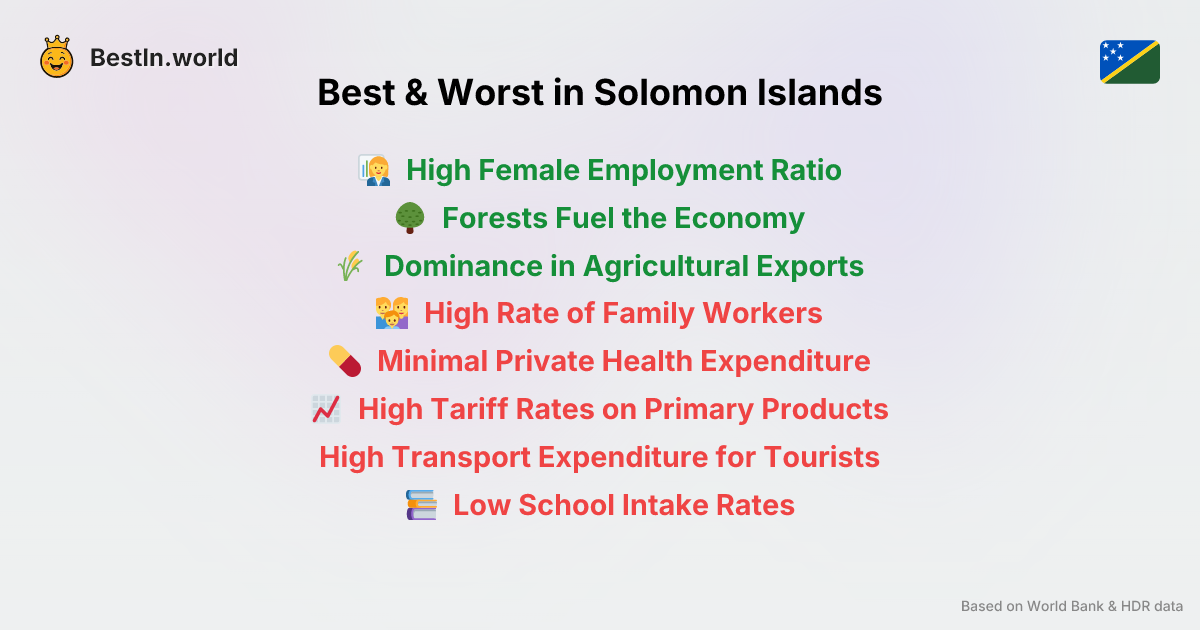 BestIn.world
Best & Worst in Solomon Islands
High Female Employment Ratio
Forests Fuel the Economy
Dominance in Agricultural Exports
High Rate of Family Workers
Minimal Private Health Expenditure
High Tariff Rates on Primary Products
High Transport Expenditure for Tourists
Low School Intake Rates
Based on World Bank & HDR data